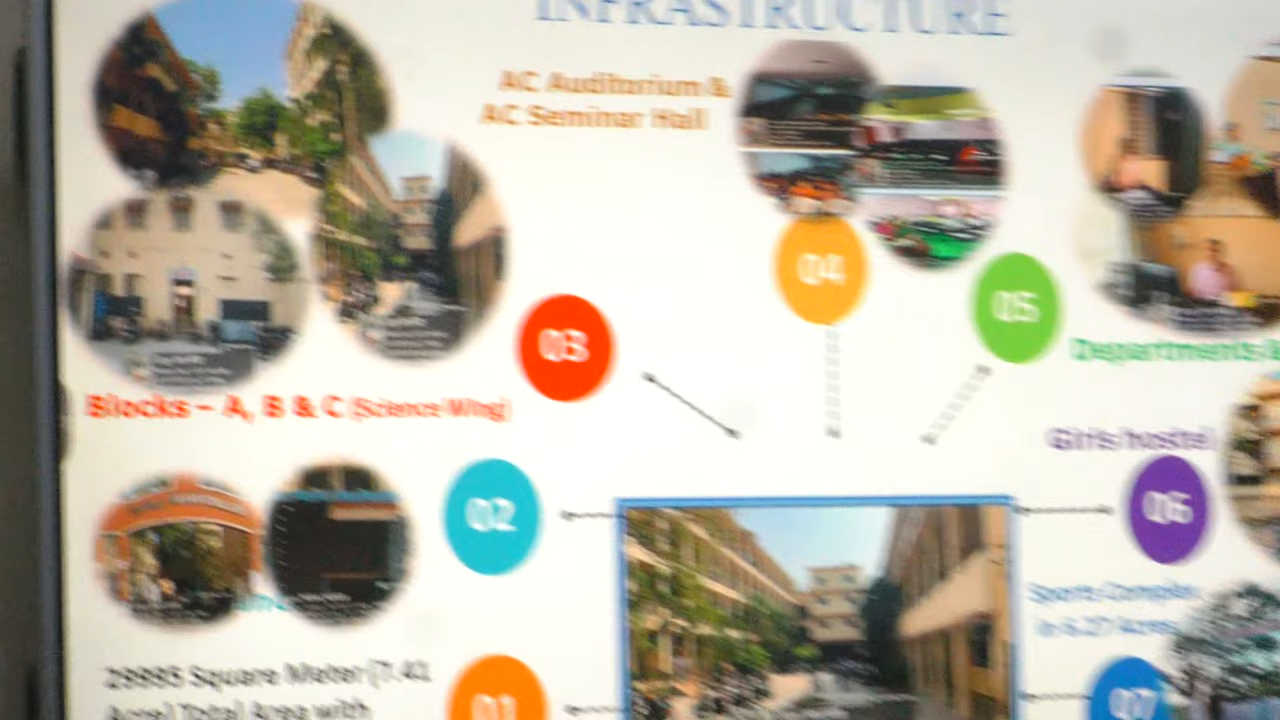 INFRASTRUCTURE
AC Auditorium &
AC Seminar Hall
04
05
03
Departments
Blocks – A, B & C (Science Wing)
Girls hostel
02
06
Sports Complex
in 6.27 Acres
Square Meter (7.41
Acre) Total Area with
01
07